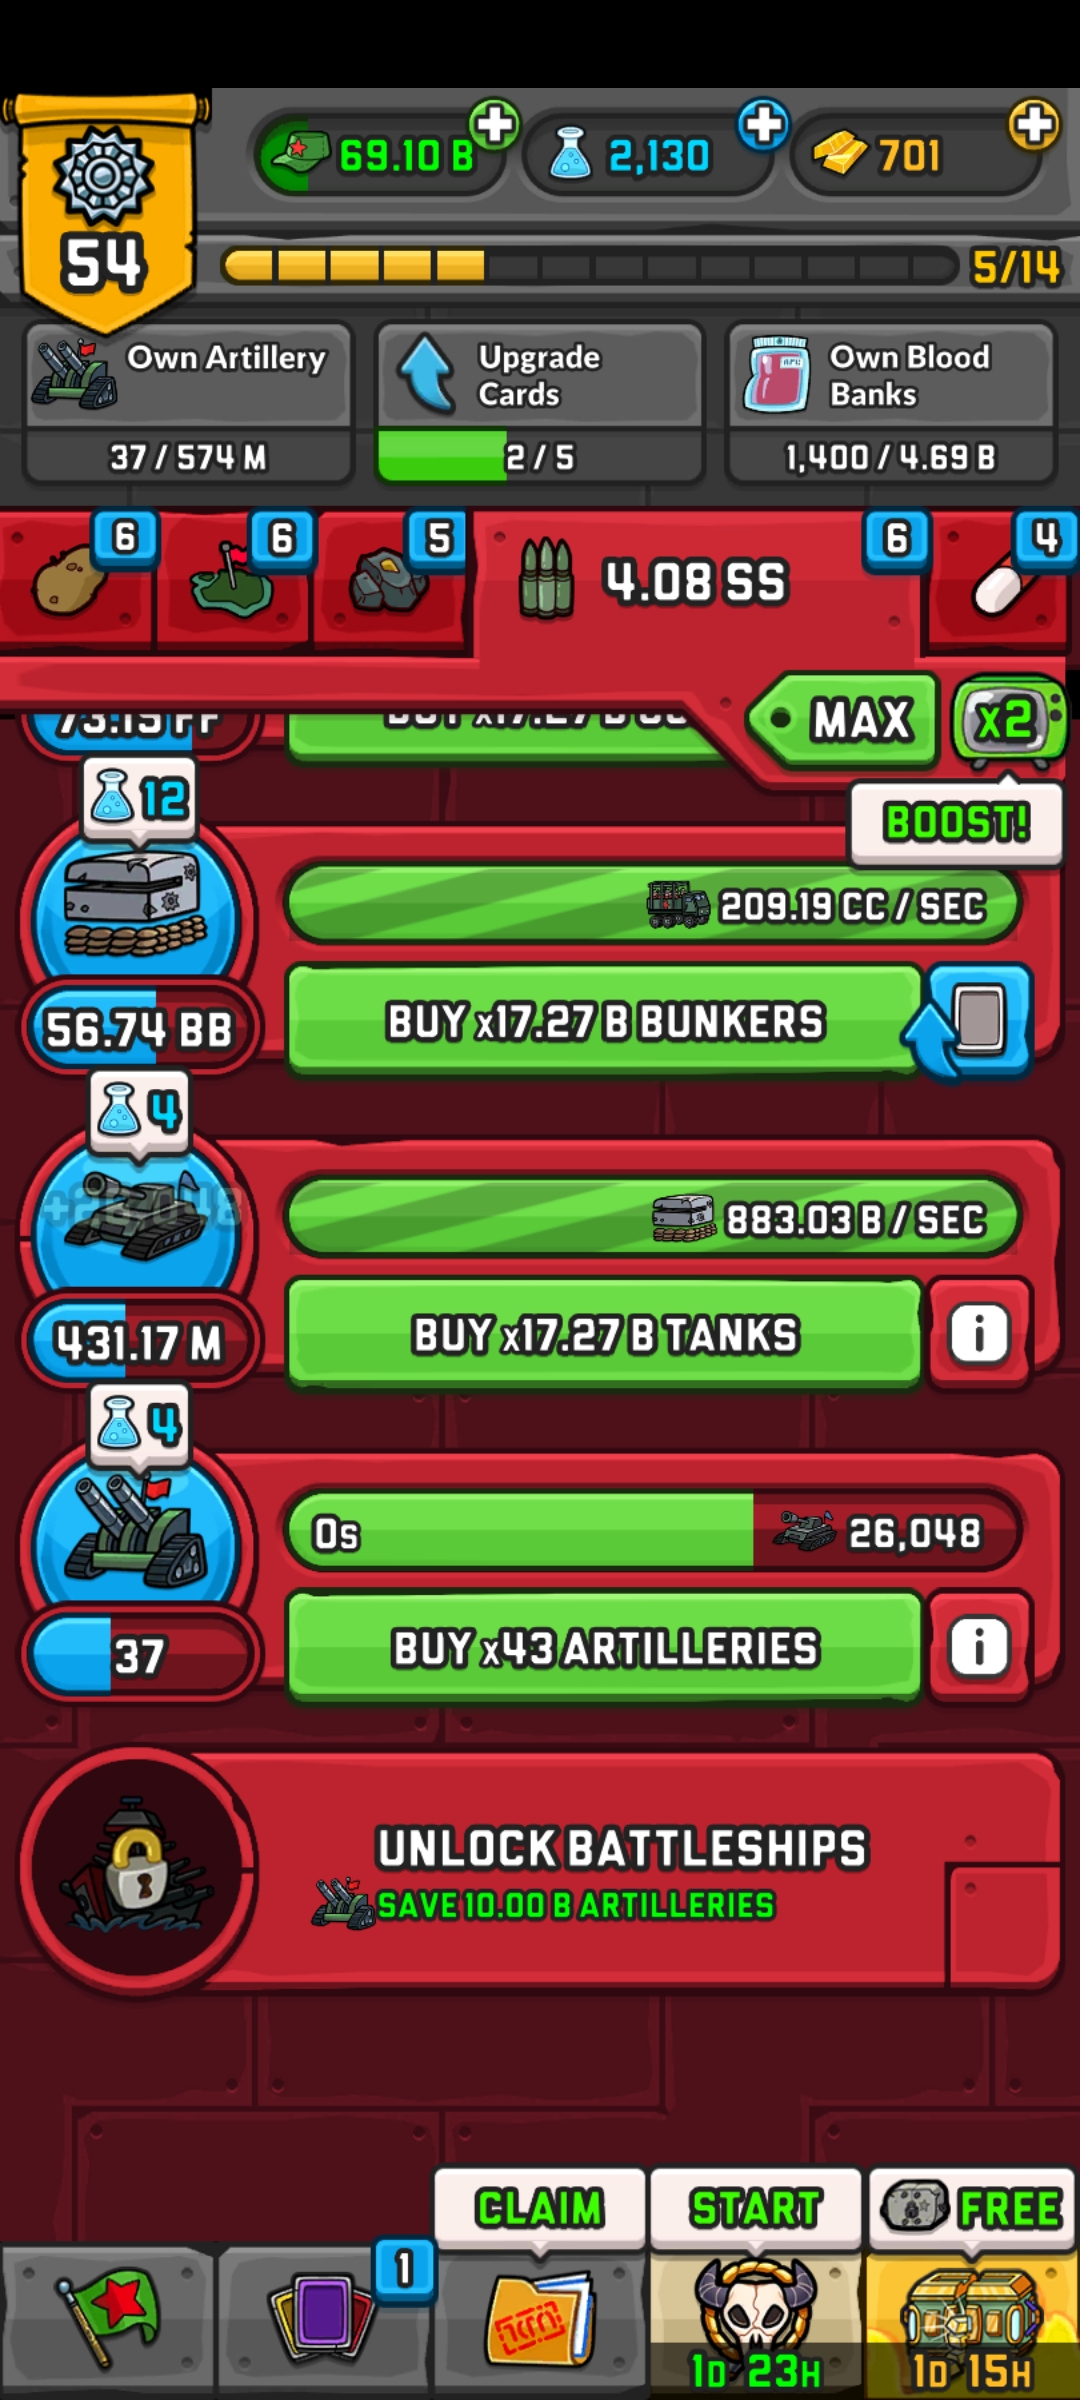 54
69.10 B
2,130
701
5/14
Own Artillery
37 / 574 M
Upgrade
Cards
2 / 5
Own Blood
Banks
1,400 / 4.69 B
6
6
5
4.08 SS
6
4
MAX
x2
BOOST!
73.15 FF
12
209.19 CC / SEC
56.74 BB
BUY x17.27 B BUNKERS
4
883.03 B / SEC
431.17 M
BUY x17.27 B TANKS
i
4
0s
26,048
37
BUY x43 ARTILLERIES
i
UNLOCK BATTLESHIPS
SAVE 10.00 B ARTILLERIES
CLAIM
START
FREE
1
1D 23H
1D 15H